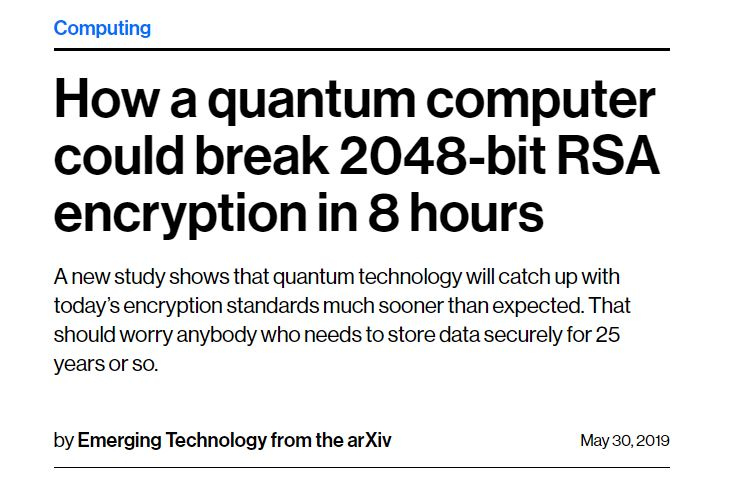 Computing
How a quantum computer
could break 2048-bit RSA
encryption in 8 hours
A new study shows that quantum technology will catch up with
today’s encryption standards much sooner than expected. That
should worry anybody who needs to store data securely for 25
years or so.
by Emerging Technology from the arXiv May 30, 2019